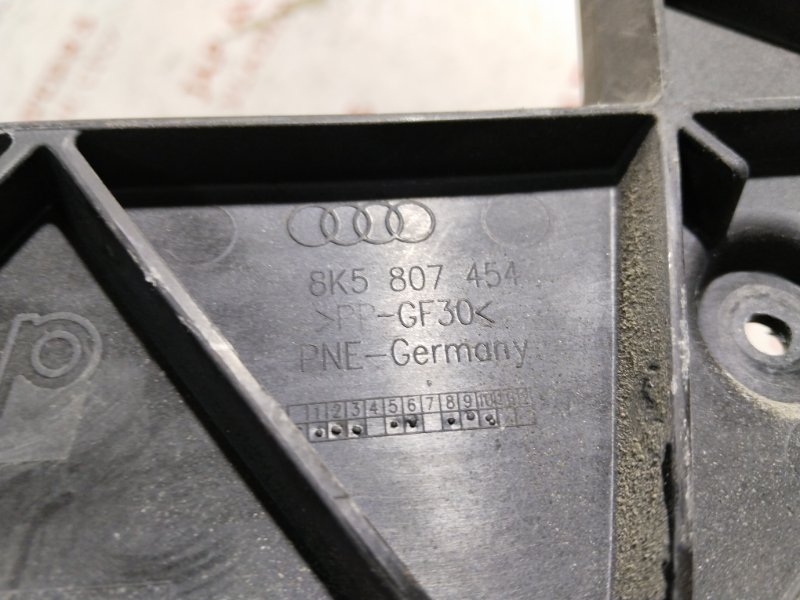 8K5 807 454
>PP-GF30<
PNE-Germany
1 2 3 4 5 6 7 8 9 10 11 12